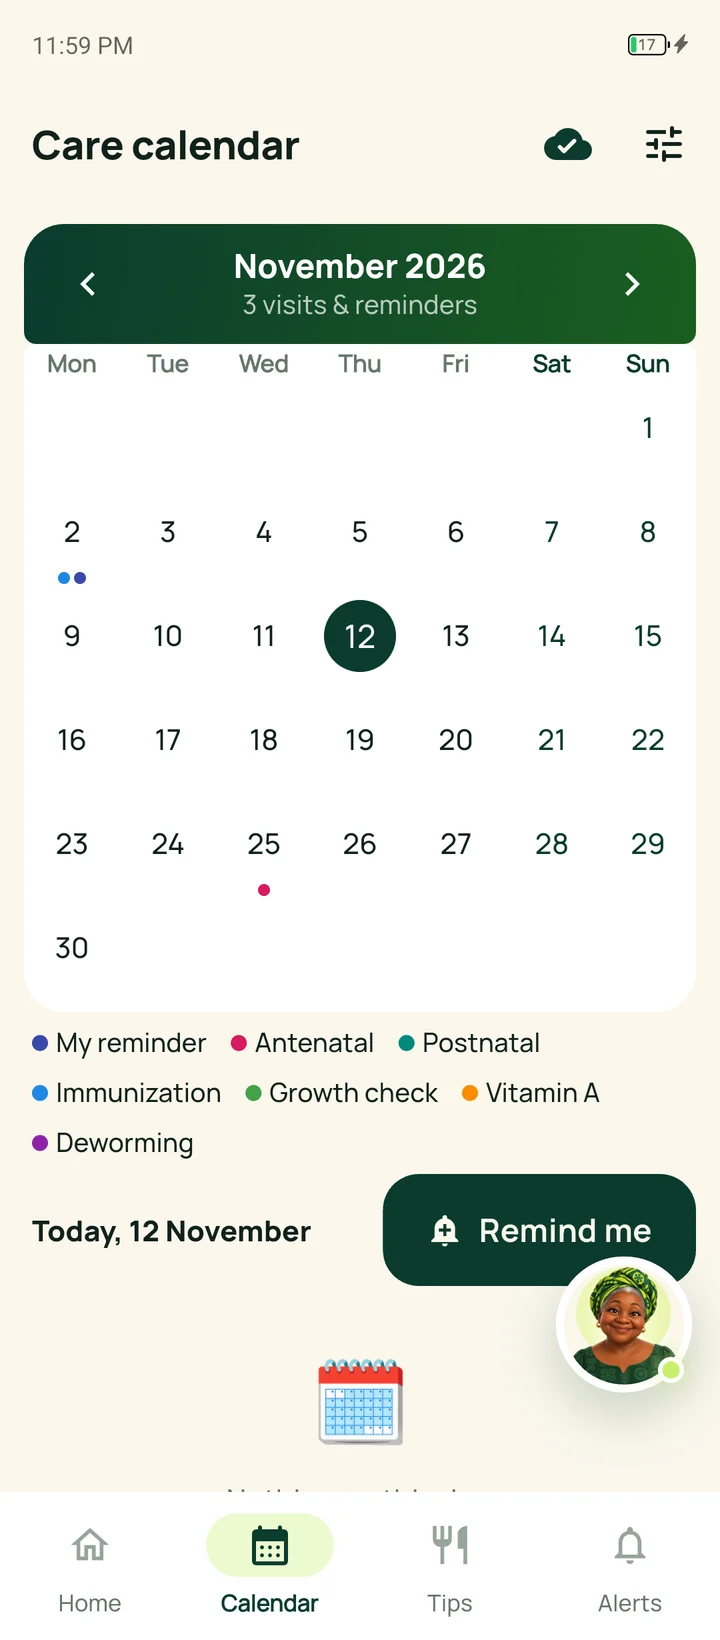 11:59 PM
17
Care calendar
November 2026
3 visits & reminders
Mon Tue Wed Thu Fri Sat Sun
1
2 3 4 5 6 7 8
9 10 11 12 13 14 15
16 17 18 19 20 21 22
23 24 25 26 27 28 29
30
My reminder Antenatal Postnatal
Immunization Growth check Vitamin A
Deworming
Today, 12 November
Remind me
Home Calendar Tips Alerts